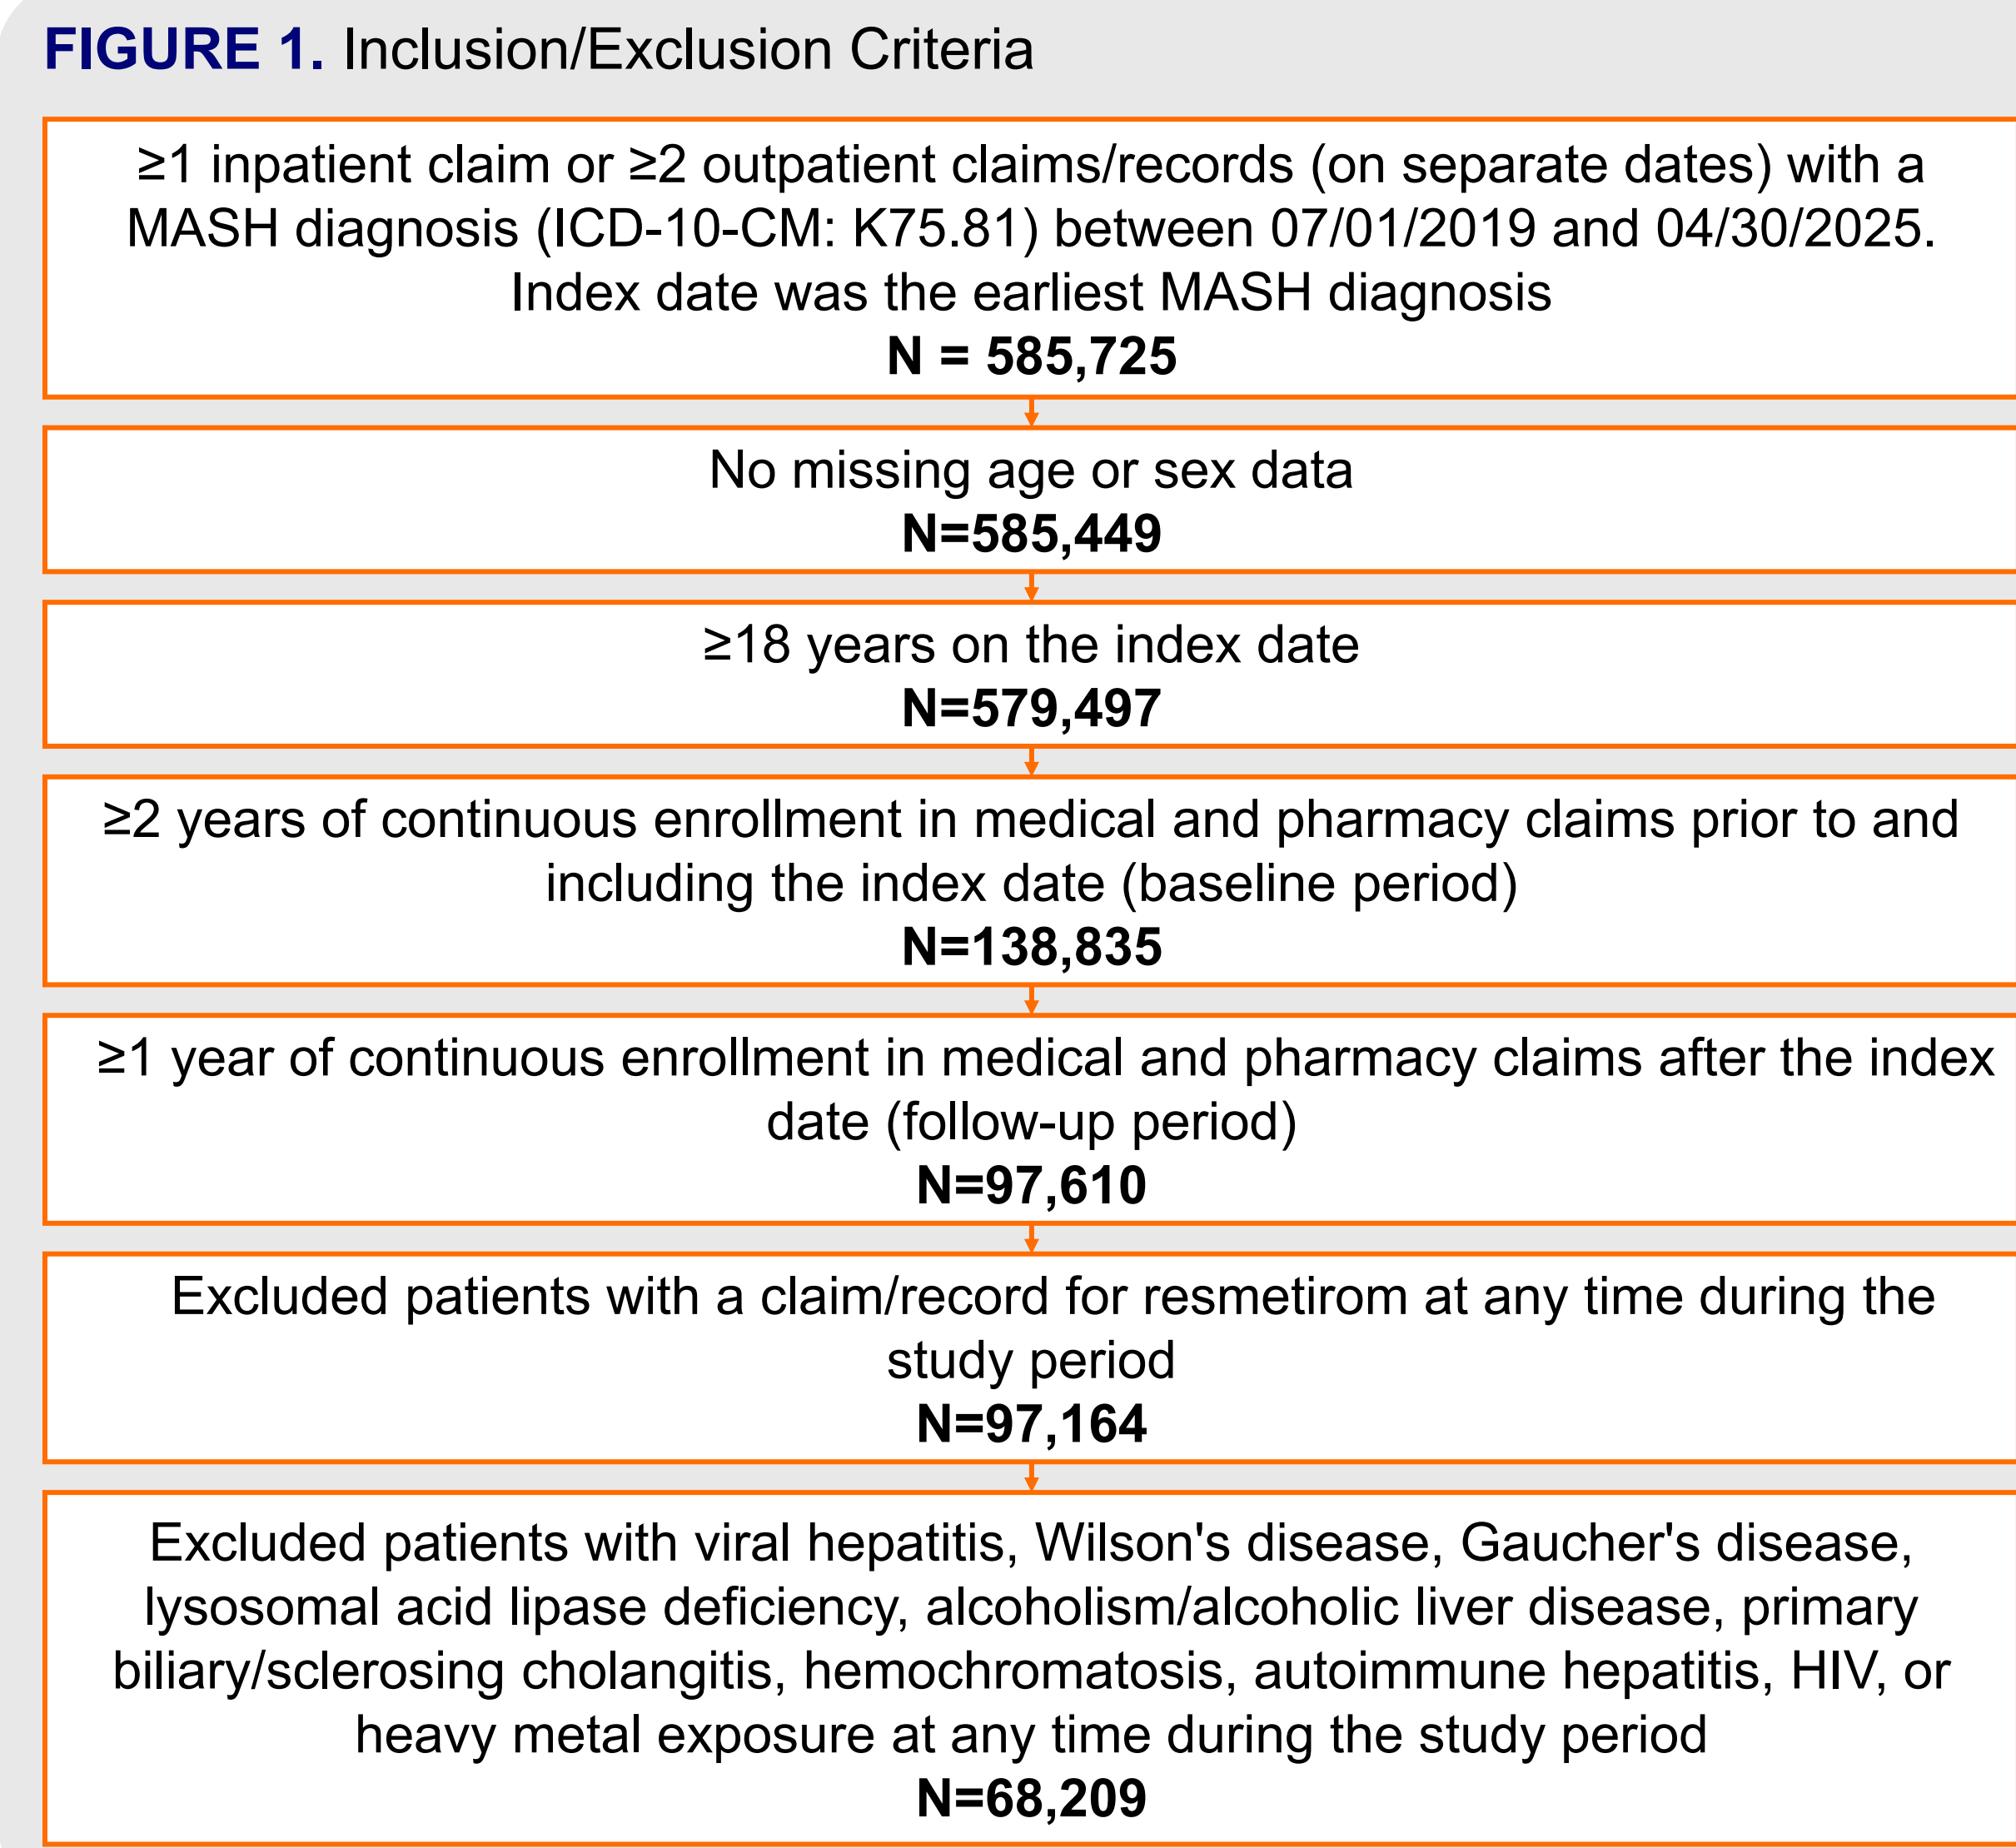 FIGURE 1. Inclusion/Exclusion Criteria
≥1 inpatient claim or ≥2 outpatient claims/records (on separate dates) with a
MASH diagnosis (ICD-10-CM: K75.81) between 07/01/2019 and 04/30/2025.
Index date was the earliest MASH diagnosis
N = 585,725
No missing age or sex data
N=585,449
≥18 years on the index date
N=579,497
≥2 years of continuous enrollment in medical and pharmacy claims prior to and
including the index date (baseline period)
N=138,835
≥1 year of continuous enrollment in medical and pharmacy claims after the index
date (follow-up period)
N=97,610
Excluded patients with a claim/record for resmetirom at any time during the
study period
N=97,164
Excluded patients with viral hepatitis, Wilson's disease, Gaucher's disease,
lysosomal acid lipase deficiency, alcoholism/alcoholic liver disease, primary
biliary/sclerosing cholangitis, hemochromatosis, autoimmune hepatitis, HIV, or
heavy metal exposure at any time during the study period
N=68,209